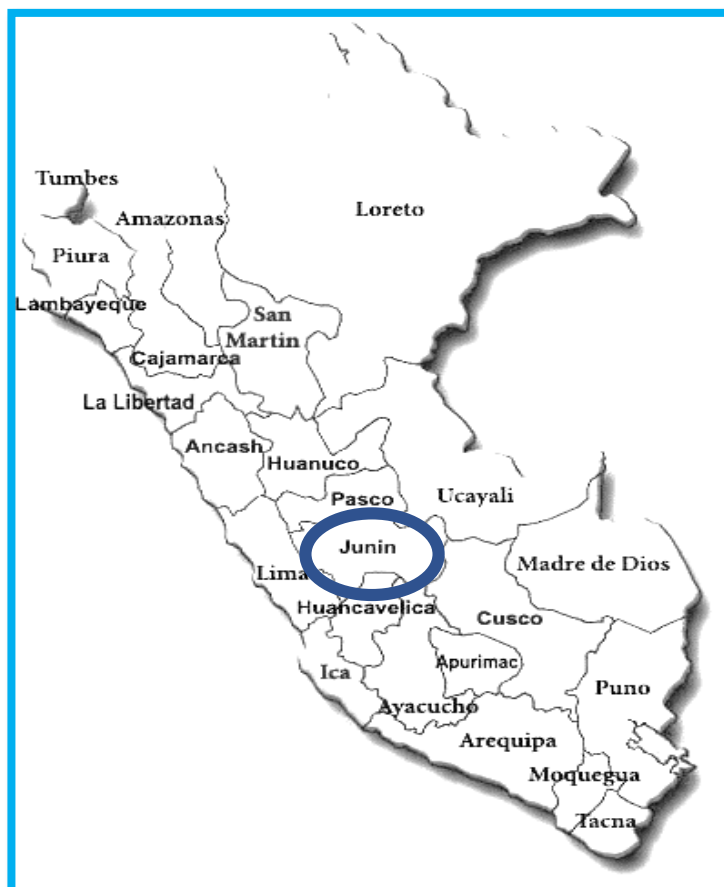 Tumbes
Amazonas
Loreto
Piura
Lambayeque
San
Martin
Cajamarca
La Libertad
Ancash
Huanuco
Pasco
Ucayali
Junin
Lima
Madre de Dios
Huancavelica
Cusco
Ica
Apurimac
Puno
Ayacucho
Arequipa
Moquegua
Tacna